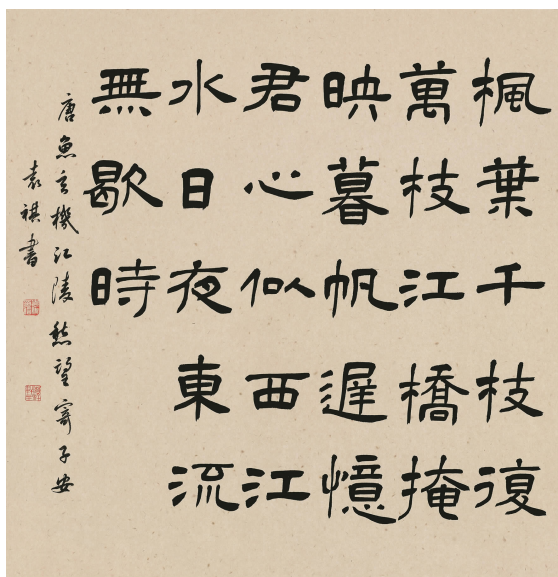 楓葉千枝復
萬枝江橋掩
映暮帆遲憶
君心似西江
水日夜東流
無歇時
唐魚玄機江陵愁望寄子安
袁祺書